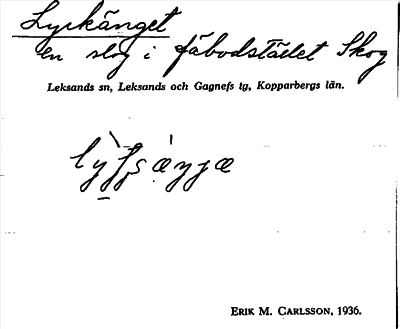 Lyckänget
en slog i fäbodstället Skog
Leksands sn, Leksands och Gagnefs tg, Kopparbergs län.
ERIK M. CARLSSON, 1936.